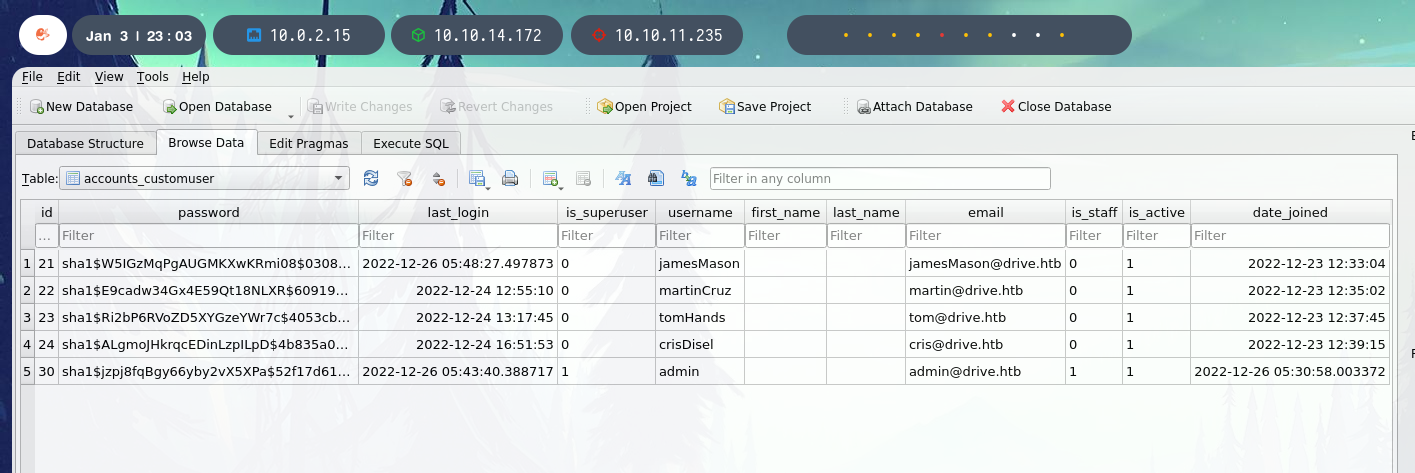 Jan 3 | 23:03 10.0.2.15 10.10.14.172 10.10.11.235
File Edit View Tools Help
New Database Open Database Write Changes Revert Changes Open Project Save Project Attach Database Close Database
Database Structure Browse Data Edit Pragmas Execute SQL
Table: accounts_customuser Filter in any column
id password last_login is_superuser username first_name last_name email is_staff is_active date_joined
... Filter Filter Filter Filter Filter Filter Filter Filter Filter Filter
1 21 sha1$W5IGzMqPgAUGMKXwKRmi08$0308... 2022-12-26 05:48:27.497873 0 jamesMason jamesMason@drive.htb 0 1 2022-12-23 12:33:04
2 22 sha1$E9cadw34Gx4E59Qt18NLXR$60919... 2022-12-24 12:55:10 0 martinCruz martin@drive.htb 0 1 2022-12-23 12:35:02
3 23 sha1$Ri2bP6RVoZD5XYGzeYWr7c$4053cb... 2022-12-24 13:17:45 0 tomHands tom@drive.htb 0 1 2022-12-23 12:37:45
4 24 sha1$ALgmoJHkrqcEDinLzpILpD$4b835a0... 2022-12-24 16:51:53 0 crisDisel cris@drive.htb 0 1 2022-12-23 12:39:15
5 30 sha1$jzpj8fqBgy66yby2vX5XPa$52f17d61... 2022-12-26 05:43:40.388717 1 admin admin@drive.htb 1 1 2022-12-26 05:30:58.003372